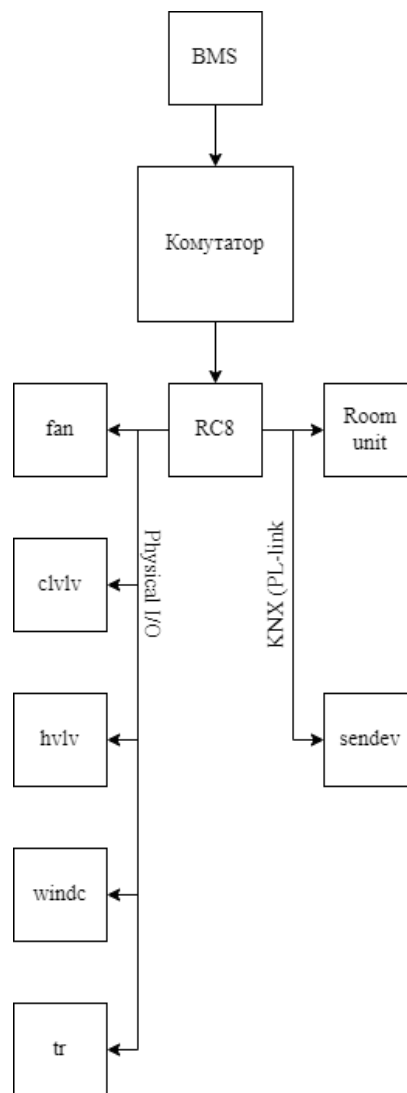 BMS
Комутатор
fan
RC8
Room
unit
Physical I/O
KNX (PL-link
clvlv
hvlv
sendev
windc
tr